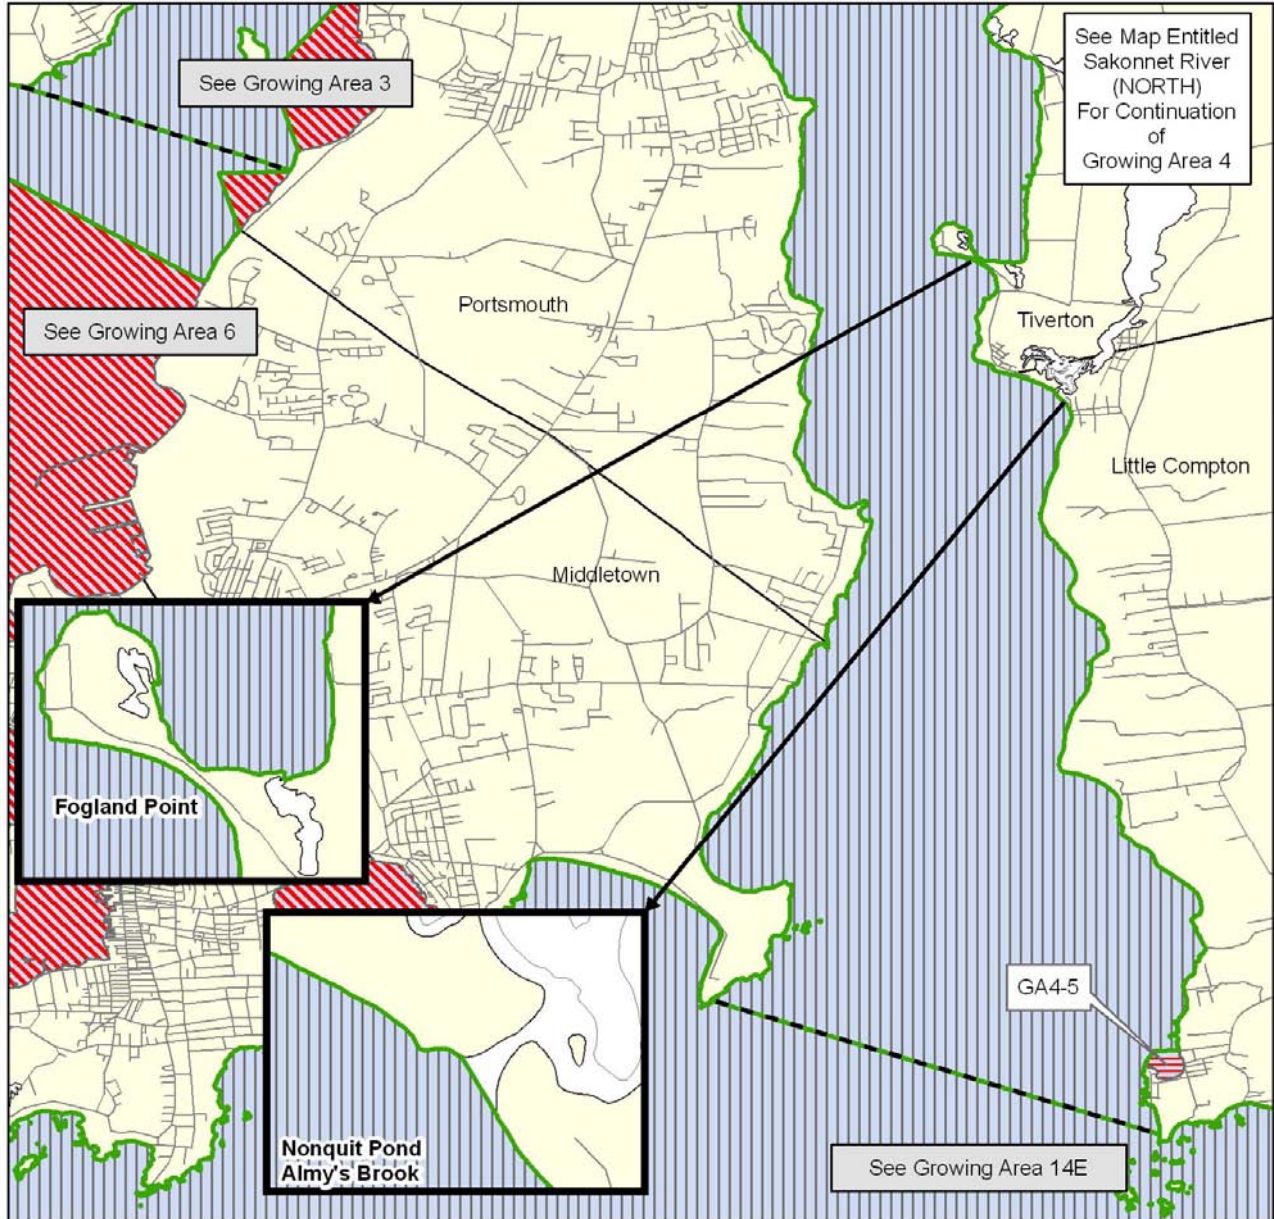 See Map Entitled
Sakonnet River
(NORTH)
For Continuation
of
Growing Area 4
See Growing Area 3
Portsmouth
Tiverton
See Growing Area 6
Little Compton
Middletown
Fogland Point
GA4-5
Nonquit Pond
Almy's Brook
See Growing Area 14E